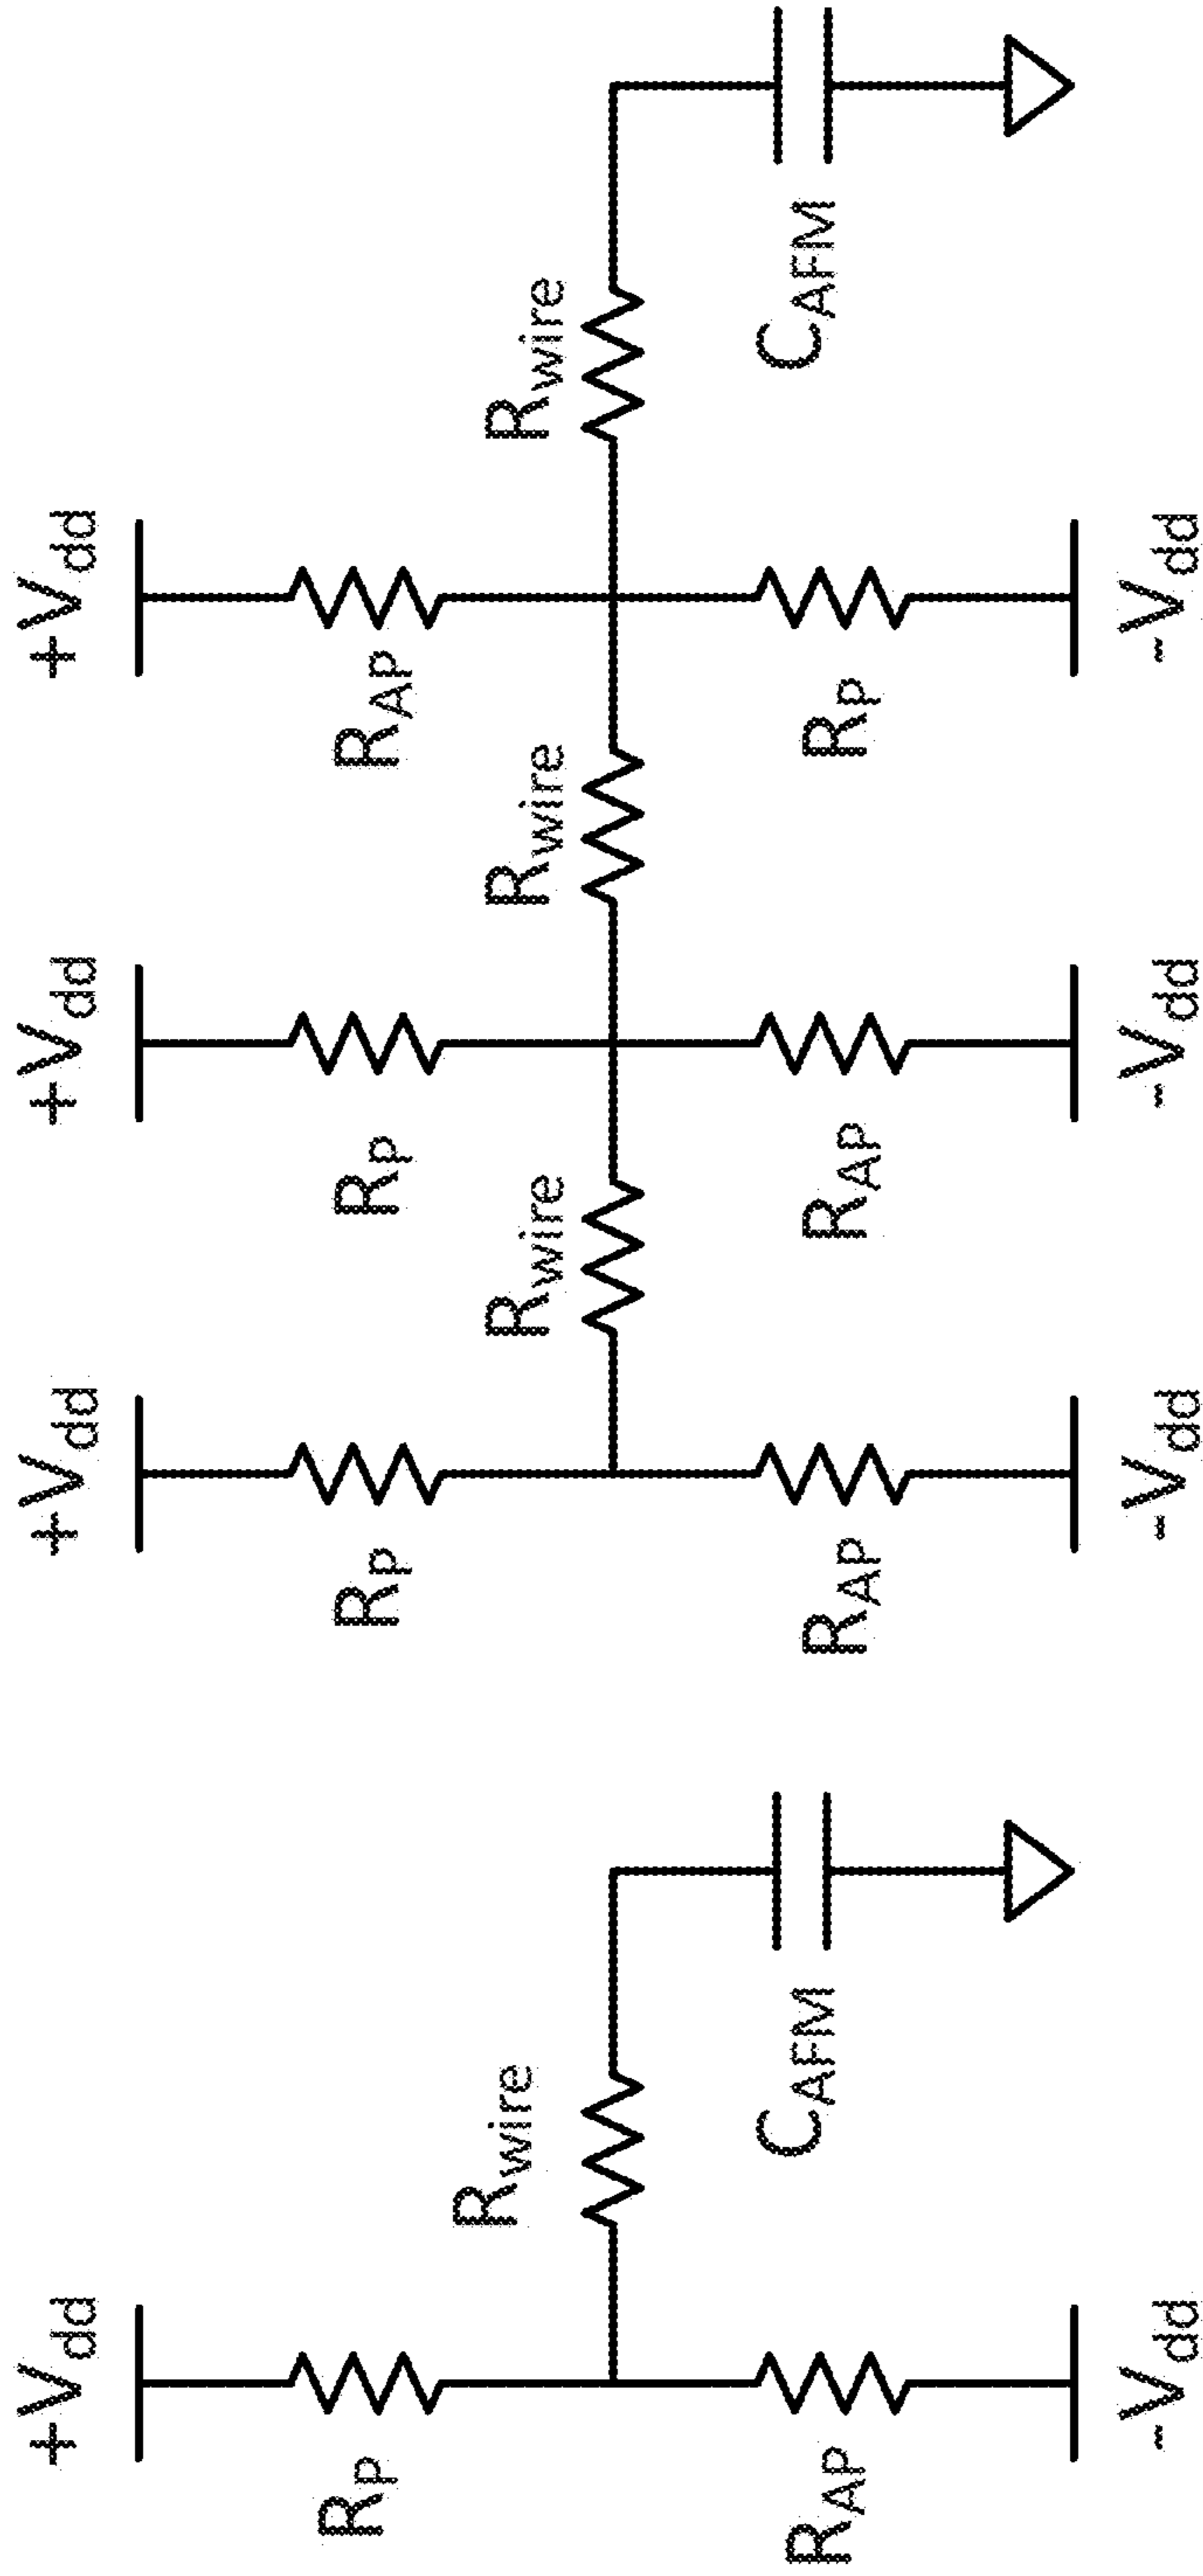 +Vdd
RP
Rwire
RAP
CAFM
-Vdd
+Vdd +Vdd +Vdd
RP RP RAP
Rwire Rwire Rwire
RAP RAP RP CAFM
-Vdd -Vdd -Vdd